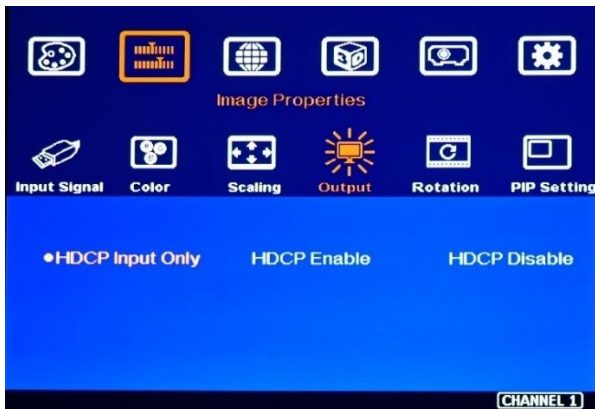 3D
Image Properties
Input Signal Color Scaling Output Rotation PIP Setting
•HDCP Input Only HDCP Enable HDCP Disable
CHANNEL 1